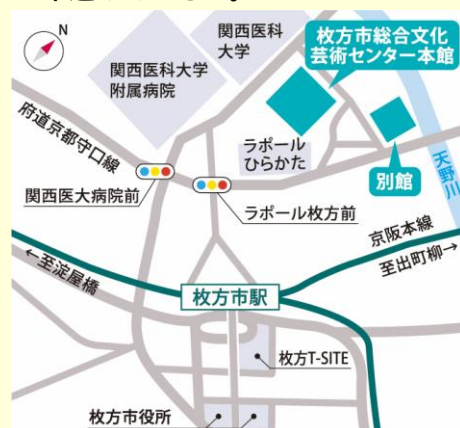 N
関西医科
大学
関西医科大学
附属病院
枚方市総合文化
芸術センター本館
府道京都守口線
ラポール
ひらかた
別館
天野川
関西医大病院前
ラポール枚方前
京阪本線
至出町柳→
←至淀屋橋
枚方市駅
枚方T-SITE
枚方市役所